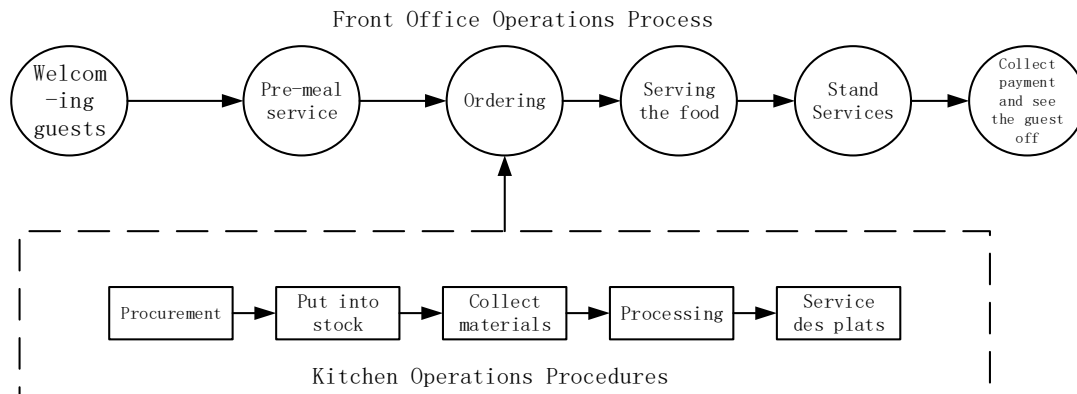 Front Office Operations Process
Welcom
-ing
guests
Pre-meal
service
Ordering
Serving
the food
Stand
Services
Collect
payment
and see
the guest
off
Procurement
Put into
stock
Collect
materials
Processing
Service
des plats
Kitchen Operations Procedures